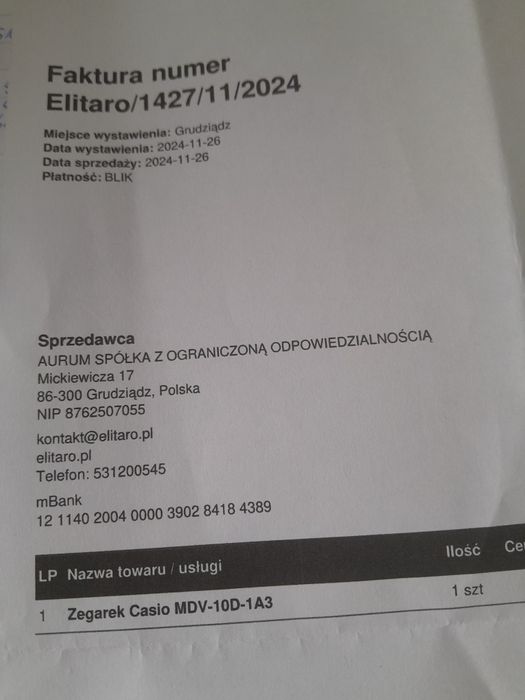 Faktura numer
Elitaro/1427/11/2024
Miejsce wystawienia: Grudziądz
Data wystawienia: 2024-11-26
Data sprzedaży: 2024-11-26
Płatność: BLIK
Sprzedawca
AURUM SPÓŁKA Z OGRANICZONĄ ODPOWIEDZIALNOŚCIĄ
Mickiewicza 17
86-300 Grudziądz, Polska
NIP 8762507055
kontakt@elitaro.pl
elitaro.pl
Telefon: 531200545
mBank
12 1140 2004 0000 3902 8418 4389
LP Nazwa towaru / usługi Ilość Ce
1 Zegarek Casio MDV-10D-1A3 1 szt